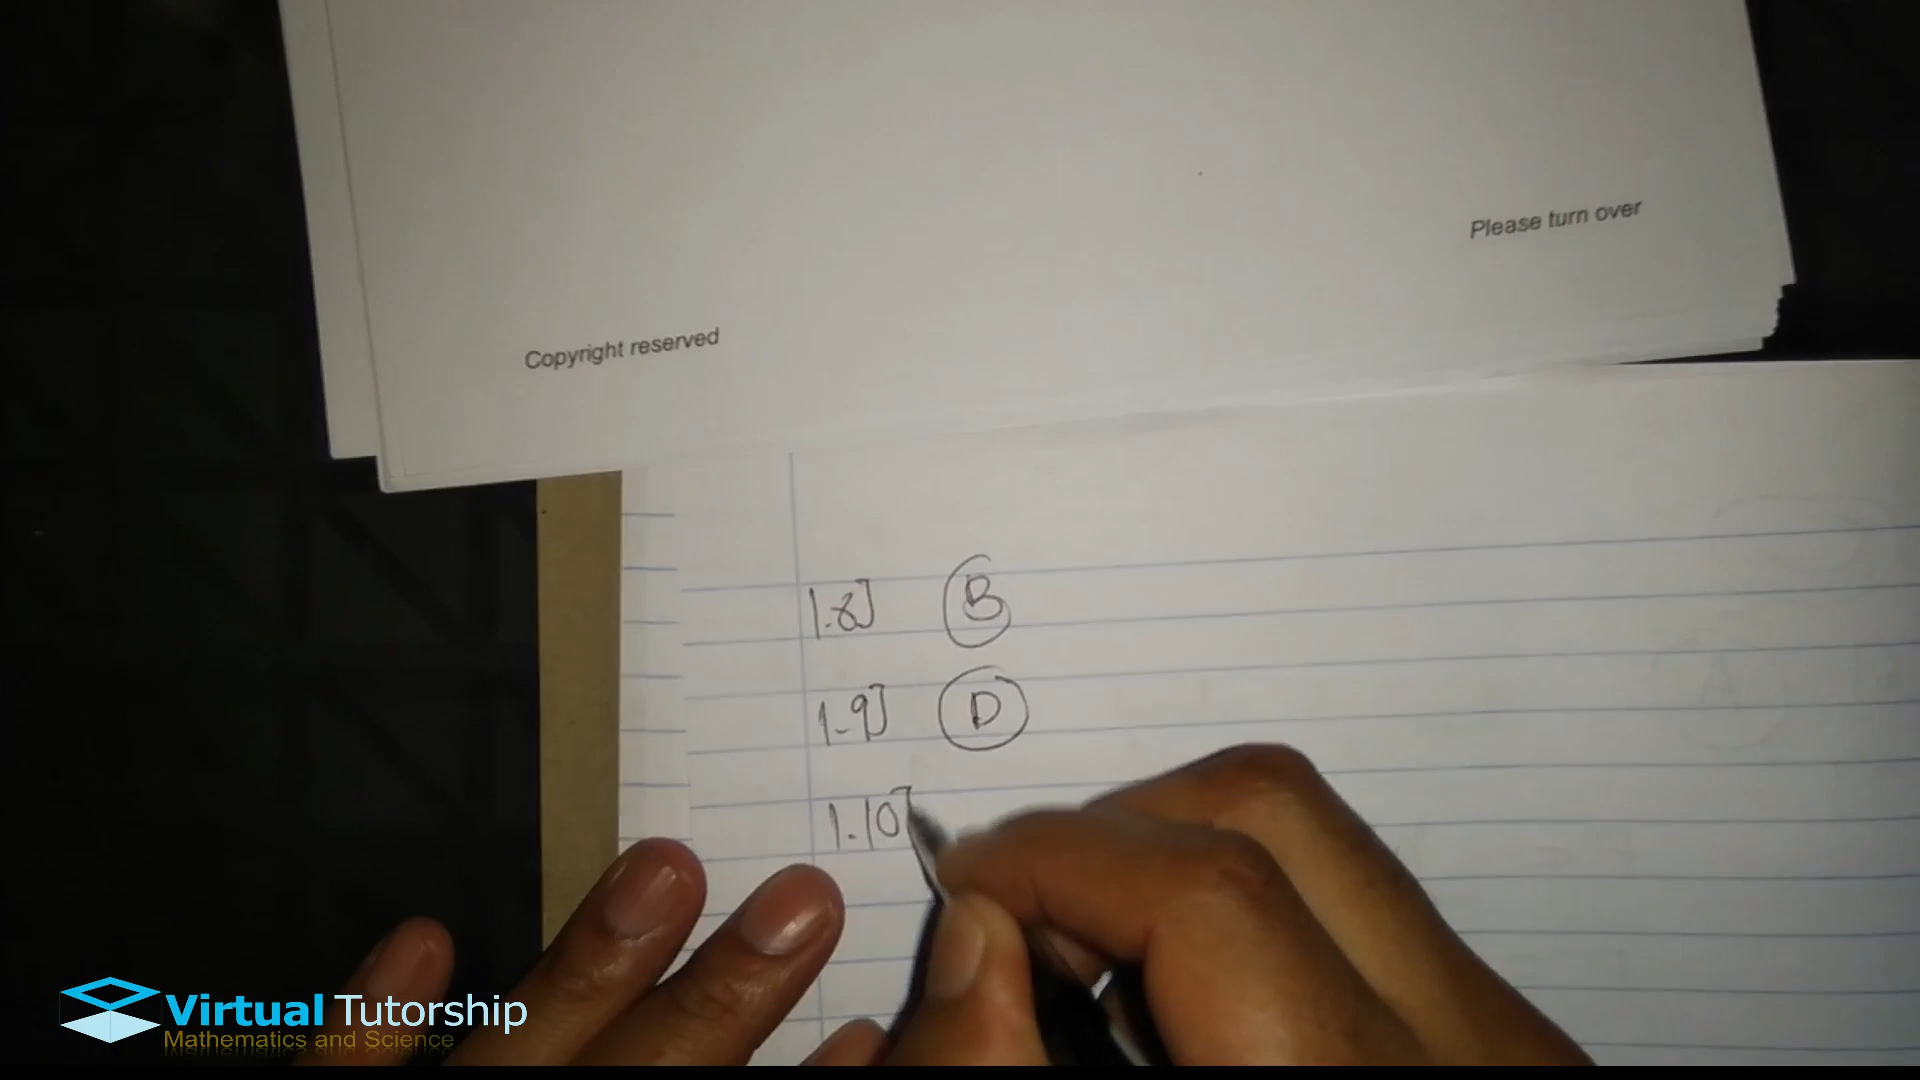 Please turn over
Copyright reserved
1.8] B
1.9] D
1.10]
Virtual Tutorship
Mathematics and Science